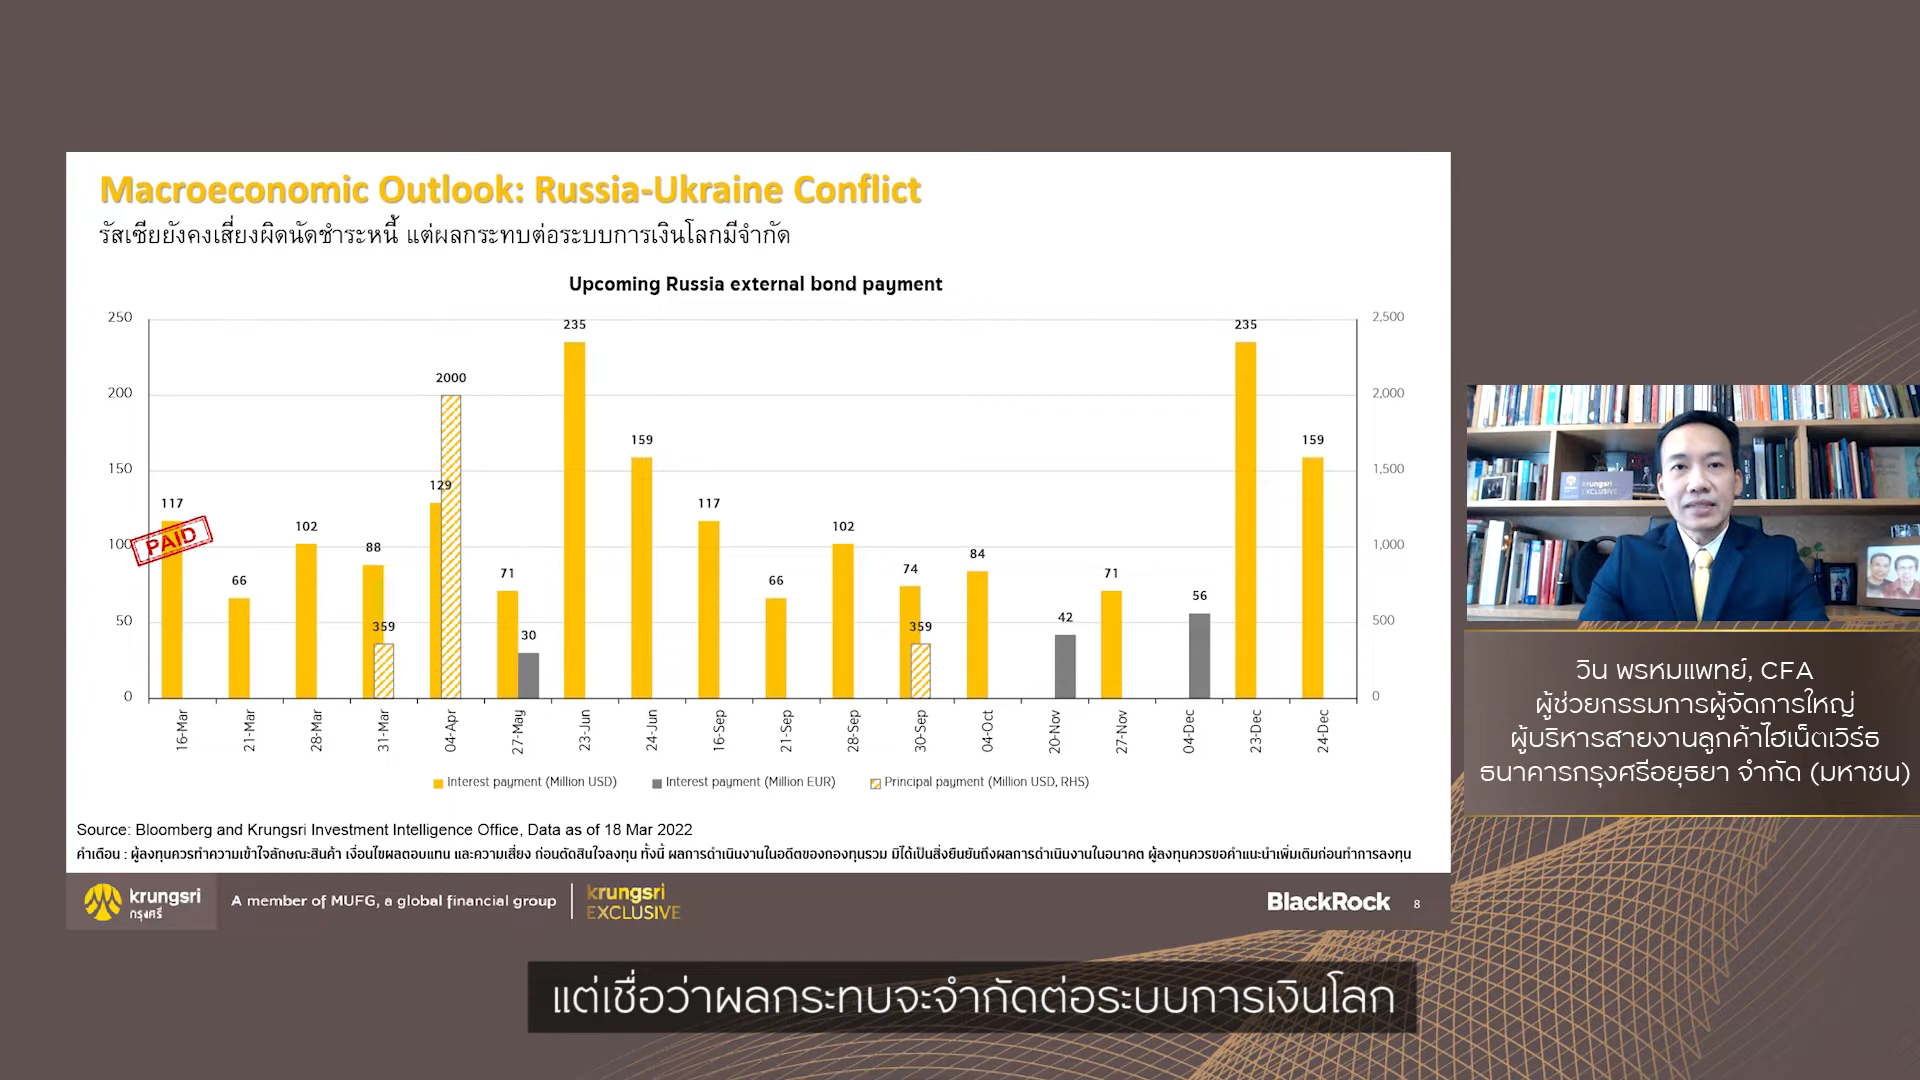 Macroeconomic Outlook: Russia-Ukraine Conflict
รัสเซียยังคงเสี่ยงผิดนัดชำระหนี้ แต่ผลกระทบต่อระบบการเงินโลกมีจำกัด
Upcoming Russia external bond payment
250
200
150
100
50
0
2,500
2,000
1,500
1,000
500
0
117
PAID
66
102
88
359
129
2000
71
30
235
159
117
66
102
74
359
84
42
71
56
235
159
16-Mar
21-Mar
28-Mar
31-Mar
04-Apr
27-May
23-Jun
24-Jun
16-Sep
21-Sep
28-Sep
30-Sep
04-Oct
20-Nov
27-Nov
04-Dec
23-Dec
24-Dec
Interest payment (Million USD) Interest payment (Million EUR) Principal payment (Million USD, RHS)
Source: Bloomberg and Krungsri Investment Intelligence Office, Data as of 18 Mar 2022
คำเตือน : ผู้ลงทุนควรทำความเข้าใจลักษณะสินค้า เงื่อนไขผลตอบแทน และความเสี่ยง ก่อนตัดสินใจลงทุน ทั้งนี้ ผลการดำเนินงานในอดีตของกองทุนรวม มิได้เป็นสิ่งยืนยันถึงผลการดำเนินงานในอนาคต ผู้ลงทุนควรขอคำแนะนำเพิ่มเติมก่อนทำการลงทุน
krungsri
กรุงศรี
A member of MUFG, a global financial group
krungsri
EXCLUSIVE
BlackRock
8
krungsri
EXCLUSIVE
วิน พรหมแพทย์, CFA
ผู้ช่วยกรรมการผู้จัดการใหญ่
ผู้บริหารสายงานลูกค้าไฮเน็ตเวิร์ธ
ธนาคารกรุงศรีอยุธยา จำกัด (มหาชน)
แต่เชื่อว่าผลกระทบจะจำกัดต่อระบบการเงินโลก